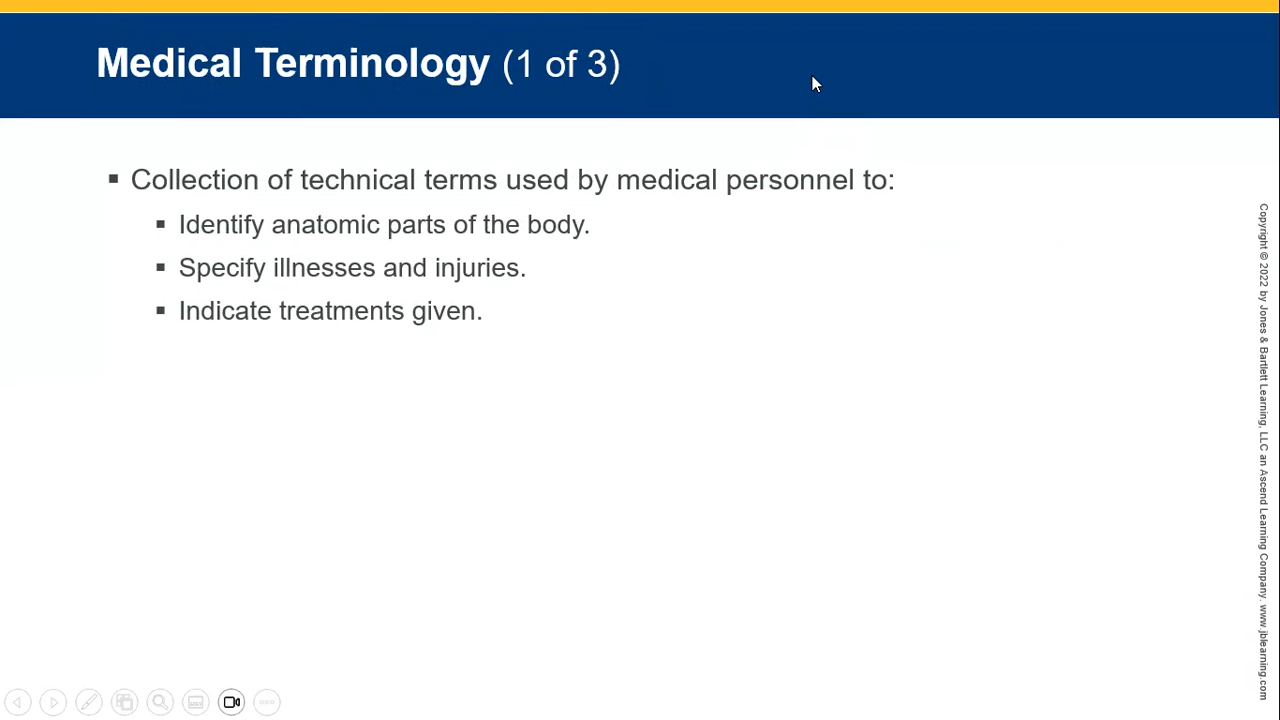 Medical Terminology (1 of 3)
Collection of technical terms used by medical personnel to:
Identify anatomic parts of the body.
Specify illnesses and injuries.
Indicate treatments given.
Copyright © 2022 by Jones & Bartlett Learning, LLC an Ascend Learning Company. www.jblearning.com